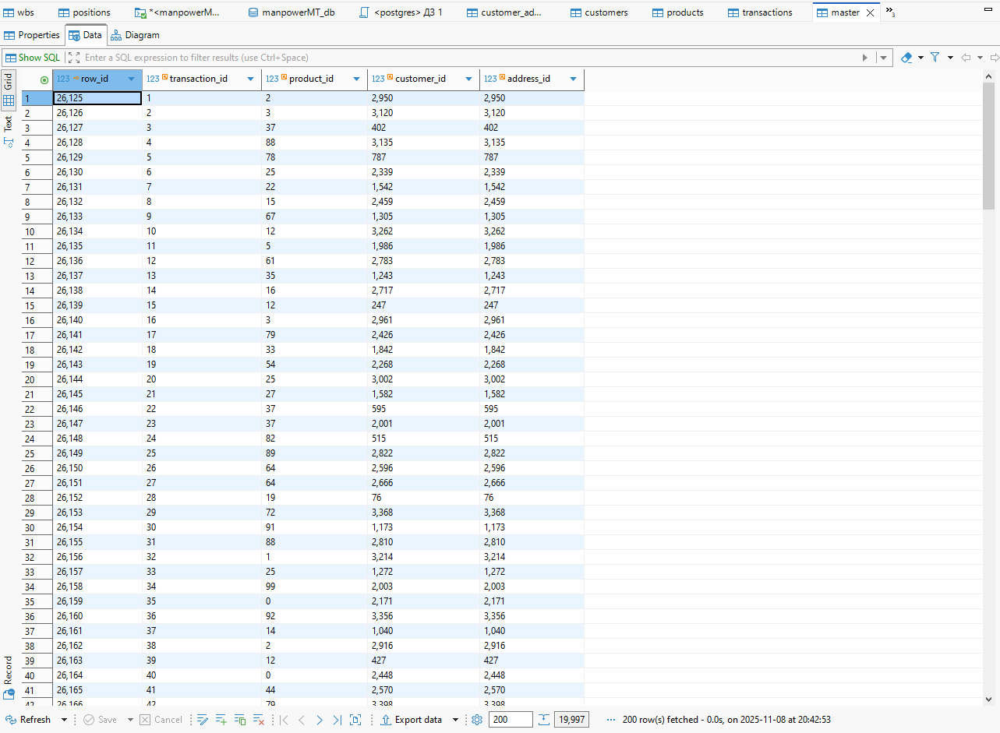 wbs positions *<manpowerM... manpowerMT_db <postgres> ДЗ 1 customer_ad... customers products transactions master »3
Properties Data Diagram
Show SQL Enter a SQL expression to filter results (use Ctrl+Space)
Grid
Text
Record
123 row_id 123 transaction_id 123 product_id 123 customer_id 123 address_id
1 26,125 1 2 2,950 2,950
2 26,126 2 3 3,120 3,120
3 26,127 3 37 402 402
4 26,128 4 88 3,135 3,135
5 26,129 5 78 787 787
6 26,130 6 25 2,339 2,339
7 26,131 7 22 1,542 1,542
8 26,132 8 15 2,459 2,459
9 26,133 9 67 1,305 1,305
10 26,134 10 12 3,262 3,262
11 26,135 11 5 1,986 1,986
12 26,136 12 61 2,783 2,783
13 26,137 13 35 1,243 1,243
14 26,138 14 16 2,717 2,717
15 26,139 15 12 247 247
16 26,140 16 3 2,961 2,961
17 26,141 17 79 2,426 2,426
18 26,142 18 33 1,842 1,842
19 26,143 19 54 2,268 2,268
20 26,144 20 25 3,002 3,002
21 26,145 21 27 1,582 1,582
22 26,146 22 37 595 595
23 26,147 23 37 2,001 2,001
24 26,148 24 82 515 515
25 26,149 25 89 2,822 2,822
26 26,150 26 64 2,596 2,596
27 26,151 27 64 2,666 2,666
28 26,152 28 19 76 76
29 26,153 29 72 3,368 3,368
30 26,154 30 91 1,173 1,173
31 26,155 31 88 2,810 2,810
32 26,156 32 1 3,214 3,214
33 26,157 33 25 1,272 1,272
34 26,158 34 99 2,003 2,003
35 26,159 35 0 2,171 2,171
36 26,160 36 92 3,356 3,356
37 26,161 37 14 1,040 1,040
38 26,162 38 2 2,916 2,916
39 26,163 39 12 427 427
40 26,164 40 0 2,448 2,448
41 26,165 41 44 2,570 2,570
42 26,166 42 79 3,398 3,398
Refresh Save Cancel Export data 200 19,997 ... 200 row(s) fetched - 0.0s, on 2025-11-08 at 20:42:53